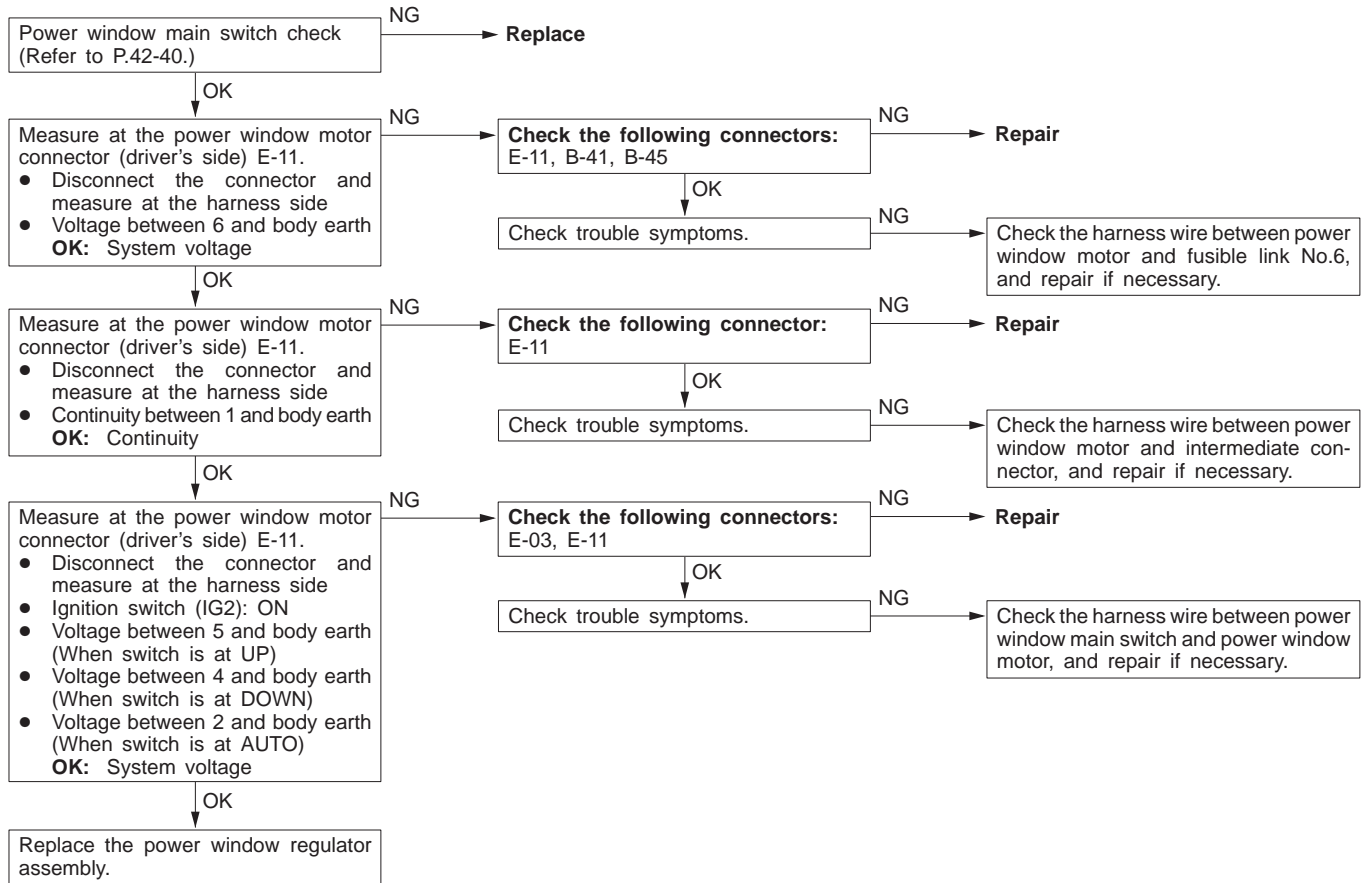 Power window main switch check
(Refer to P.42-40.)
NG
Replace
OK
Measure at the power window motor
connector (driver's side) E-11.
● Disconnect the connector and
measure at the harness side
● Voltage between 6 and body earth
OK: System voltage
NG
Check the following connectors:
E-11, B-41, B-45
NG
Repair
OK
Check trouble symptoms.
NG
Check the harness wire between power
window motor and fusible link No.6,
and repair if necessary.
OK
Measure at the power window motor
connector (driver's side) E-11.
● Disconnect the connector and
measure at the harness side
● Continuity between 1 and body earth
OK: Continuity
NG
Check the following connector:
E-11
NG
Repair
OK
Check trouble symptoms.
NG
Check the harness wire between power
window motor and intermediate con-
nector, and repair if necessary.
OK
Measure at the power window motor
connector (driver's side) E-11.
● Disconnect the connector and
measure at the harness side
● Ignition switch (IG2): ON
● Voltage between 5 and body earth
(When switch is at UP)
● Voltage between 4 and body earth
(When switch is at DOWN)
● Voltage between 2 and body earth
(When switch is at AUTO)
OK: System voltage
NG
Check the following connectors:
E-03, E-11
NG
Repair
OK
Check trouble symptoms.
NG
Check the harness wire between power
window main switch and power window
motor, and repair if necessary.
OK
Replace the power window regulator
assembly.